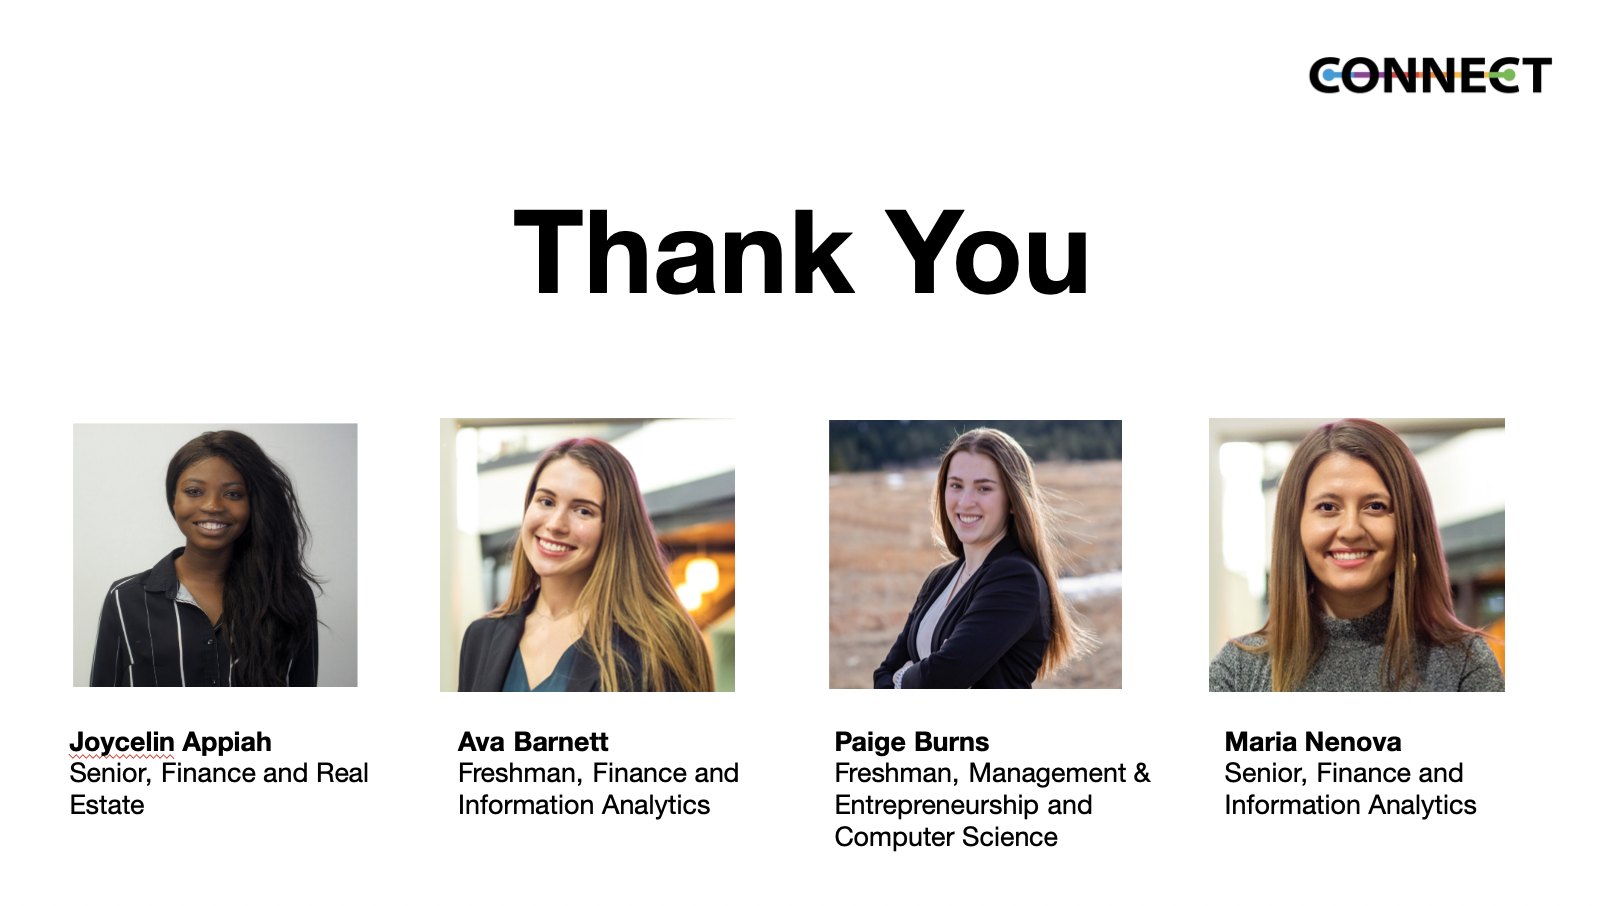 CONNECT
Thank You
Joycelin Appiah
Senior, Finance and Real
Estate
Ava Barnett
Freshman, Finance and
Information Analytics
Paige Burns
Freshman, Management &
Entrepreneurship and
Computer Science
Maria Nenova
Senior, Finance and
Information Analytics